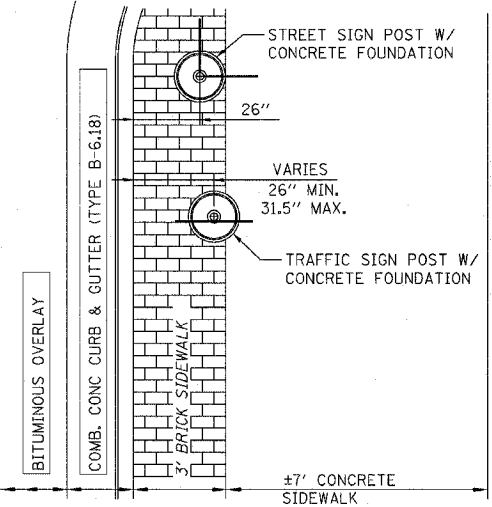 STREET SIGN POST W/
CONCRETE FOUNDATION
26"
VARIES
26" MIN.
31.5" MAX.
TRAFFIC SIGN POST W/
CONCRETE FOUNDATION
BITUMINOUS OVERLAY
COMB. CONC CURB & GUTTER (TYPE B-6.18)
3' BRICK SIDEWALK
±7' CONCRETE
SIDEWALK